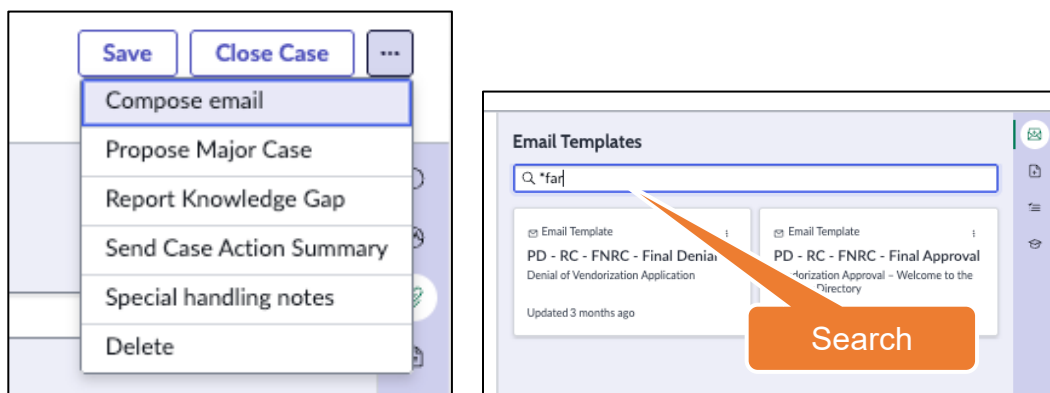 Save
Close Case
...
Compose email
Propose Major Case
Report Knowledge Gap
Send Case Action Summary
Special handling notes
Delete
Email Templates
*far
Email Template
PD - RC - FNRC - Final Denial
Denial of Vendorization Application
Updated 3 months ago
Email Template
PD - RC - FNRC - Final Approval
Approval – Welcome to the
Directory
Search